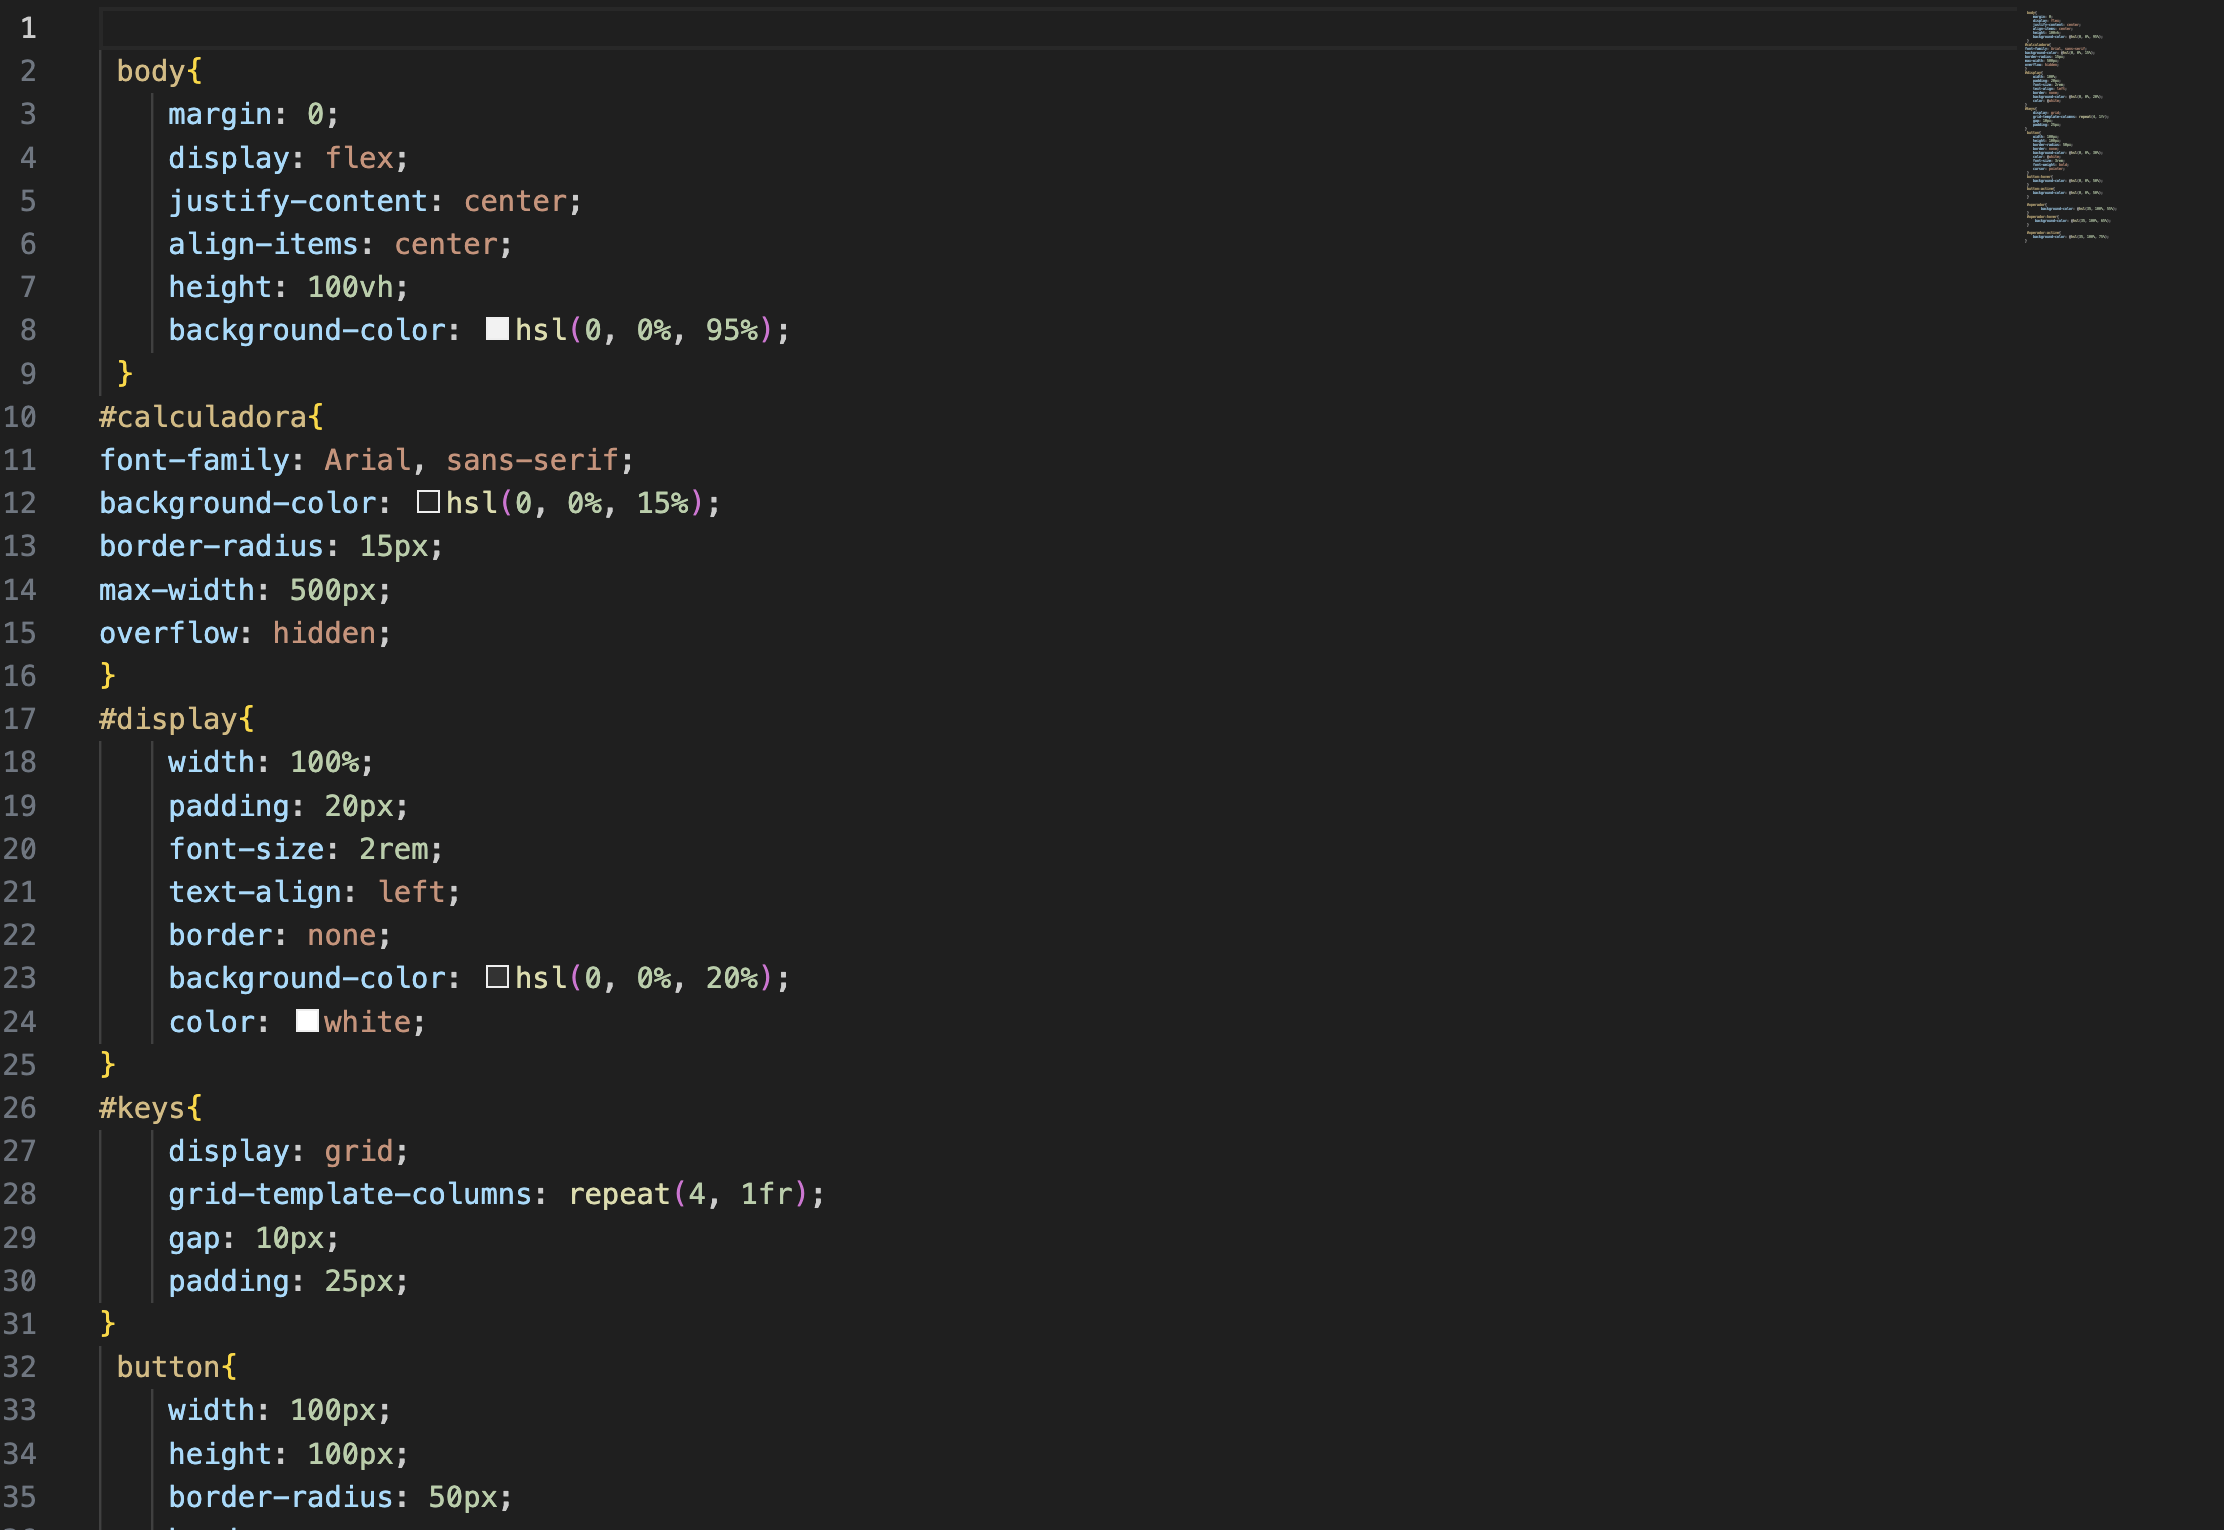 1
2 body{
3 margin: 0;
4 display: flex;
5 justify-content: center;
6 align-items: center;
7 height: 100vh;
8 background-color: hsl(0, 0%, 95%);
9 }
10 #calculadora{
11 font-family: Arial, sans-serif;
12 background-color: hsl(0, 0%, 15%);
13 border-radius: 15px;
14 max-width: 500px;
15 overflow: hidden;
16 }
17 #display{
18 width: 100%;
19 padding: 20px;
20 font-size: 2rem;
21 text-align: left;
22 border: none;
23 background-color: hsl(0, 0%, 20%);
24 color: white;
25 }
26 #keys{
27 display: grid;
28 grid-template-columns: repeat(4, 1fr);
29 gap: 10px;
30 padding: 25px;
31 }
32 button{
33 width: 100px;
34 height: 100px;
35 border-radius: 50px;